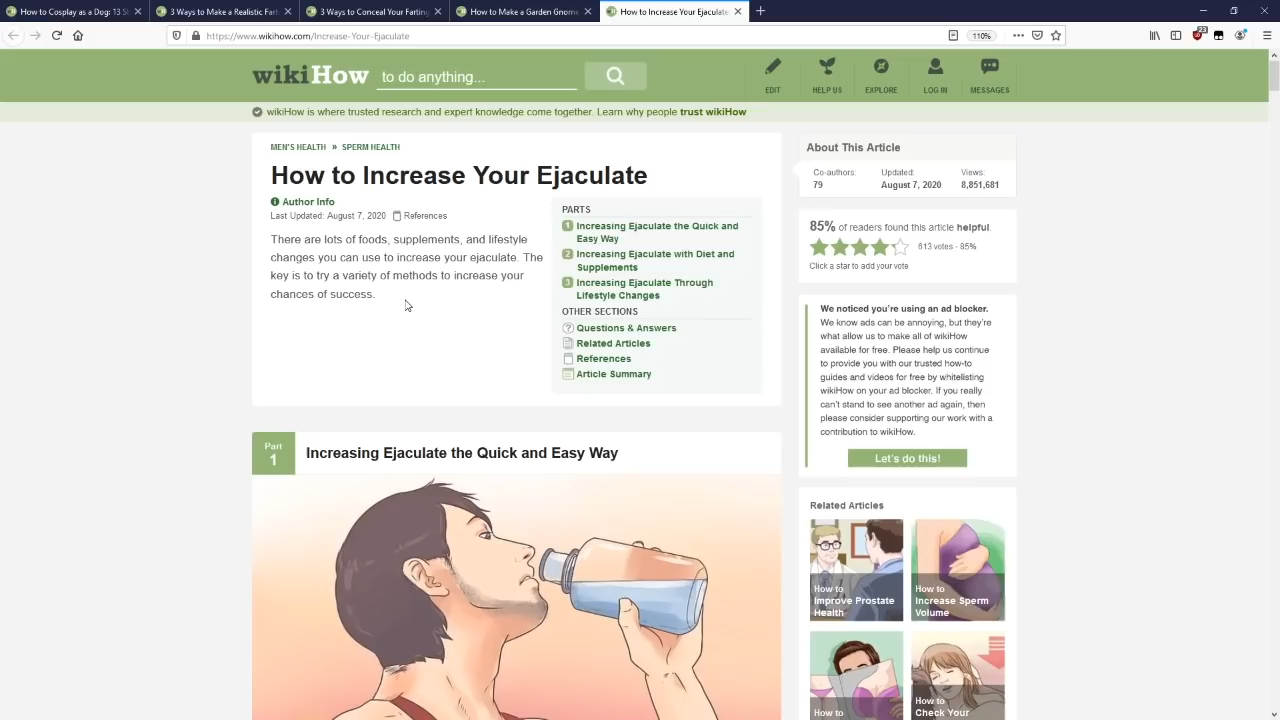 How to Cosplay as a Dog: 13 St
3 Ways to Make a Realistic Fart
3 Ways to Conceal Your Farting
How to Make a Garden Gnome
How to Increase Your Ejaculate
https://www.wikihow.com/Increase-Your-Ejaculate
110%
wikiHow to do anything...
EDIT
HELP US
EXPLORE
LOG IN
MESSAGES
wikiHow is where trusted research and expert knowledge come together. Learn why people trust wikiHow
MEN'S HEALTH » SPERM HEALTH
How to Increase Your Ejaculate
Author Info
Last Updated: August 7, 2020 References
There are lots of foods, supplements, and lifestyle
changes you can use to increase your ejaculate. The
key is to try a variety of methods to increase your
chances of success.
PARTS
1 Increasing Ejaculate the Quick and
Easy Way
2 Increasing Ejaculate with Diet and
Supplements
3 Increasing Ejaculate Through
Lifestyle Changes
OTHER SECTIONS
Questions & Answers
Related Articles
References
Article Summary
Part
1
Increasing Ejaculate the Quick and Easy Way
About This Article
Co-authors:
79
Updated:
August 7, 2020
Views:
8,851,681
85% of readers found this article helpful.
613 votes - 85%
Click a star to add your vote
We noticed you're using an ad blocker.
We know ads can be annoying, but they're
what allow us to make all of wikiHow
available for free. Please help us continue
to provide you with our trusted how-to
guides and videos for free by whitelisting
wikiHow on your ad blocker. If you really
can't stand to see another ad again, then
please consider supporting our work with a
contribution to wikiHow.
Let's do this!
Related Articles
How to
Improve Prostate
Health
How to
Increase Sperm
Volume
How to
How to
Check Your